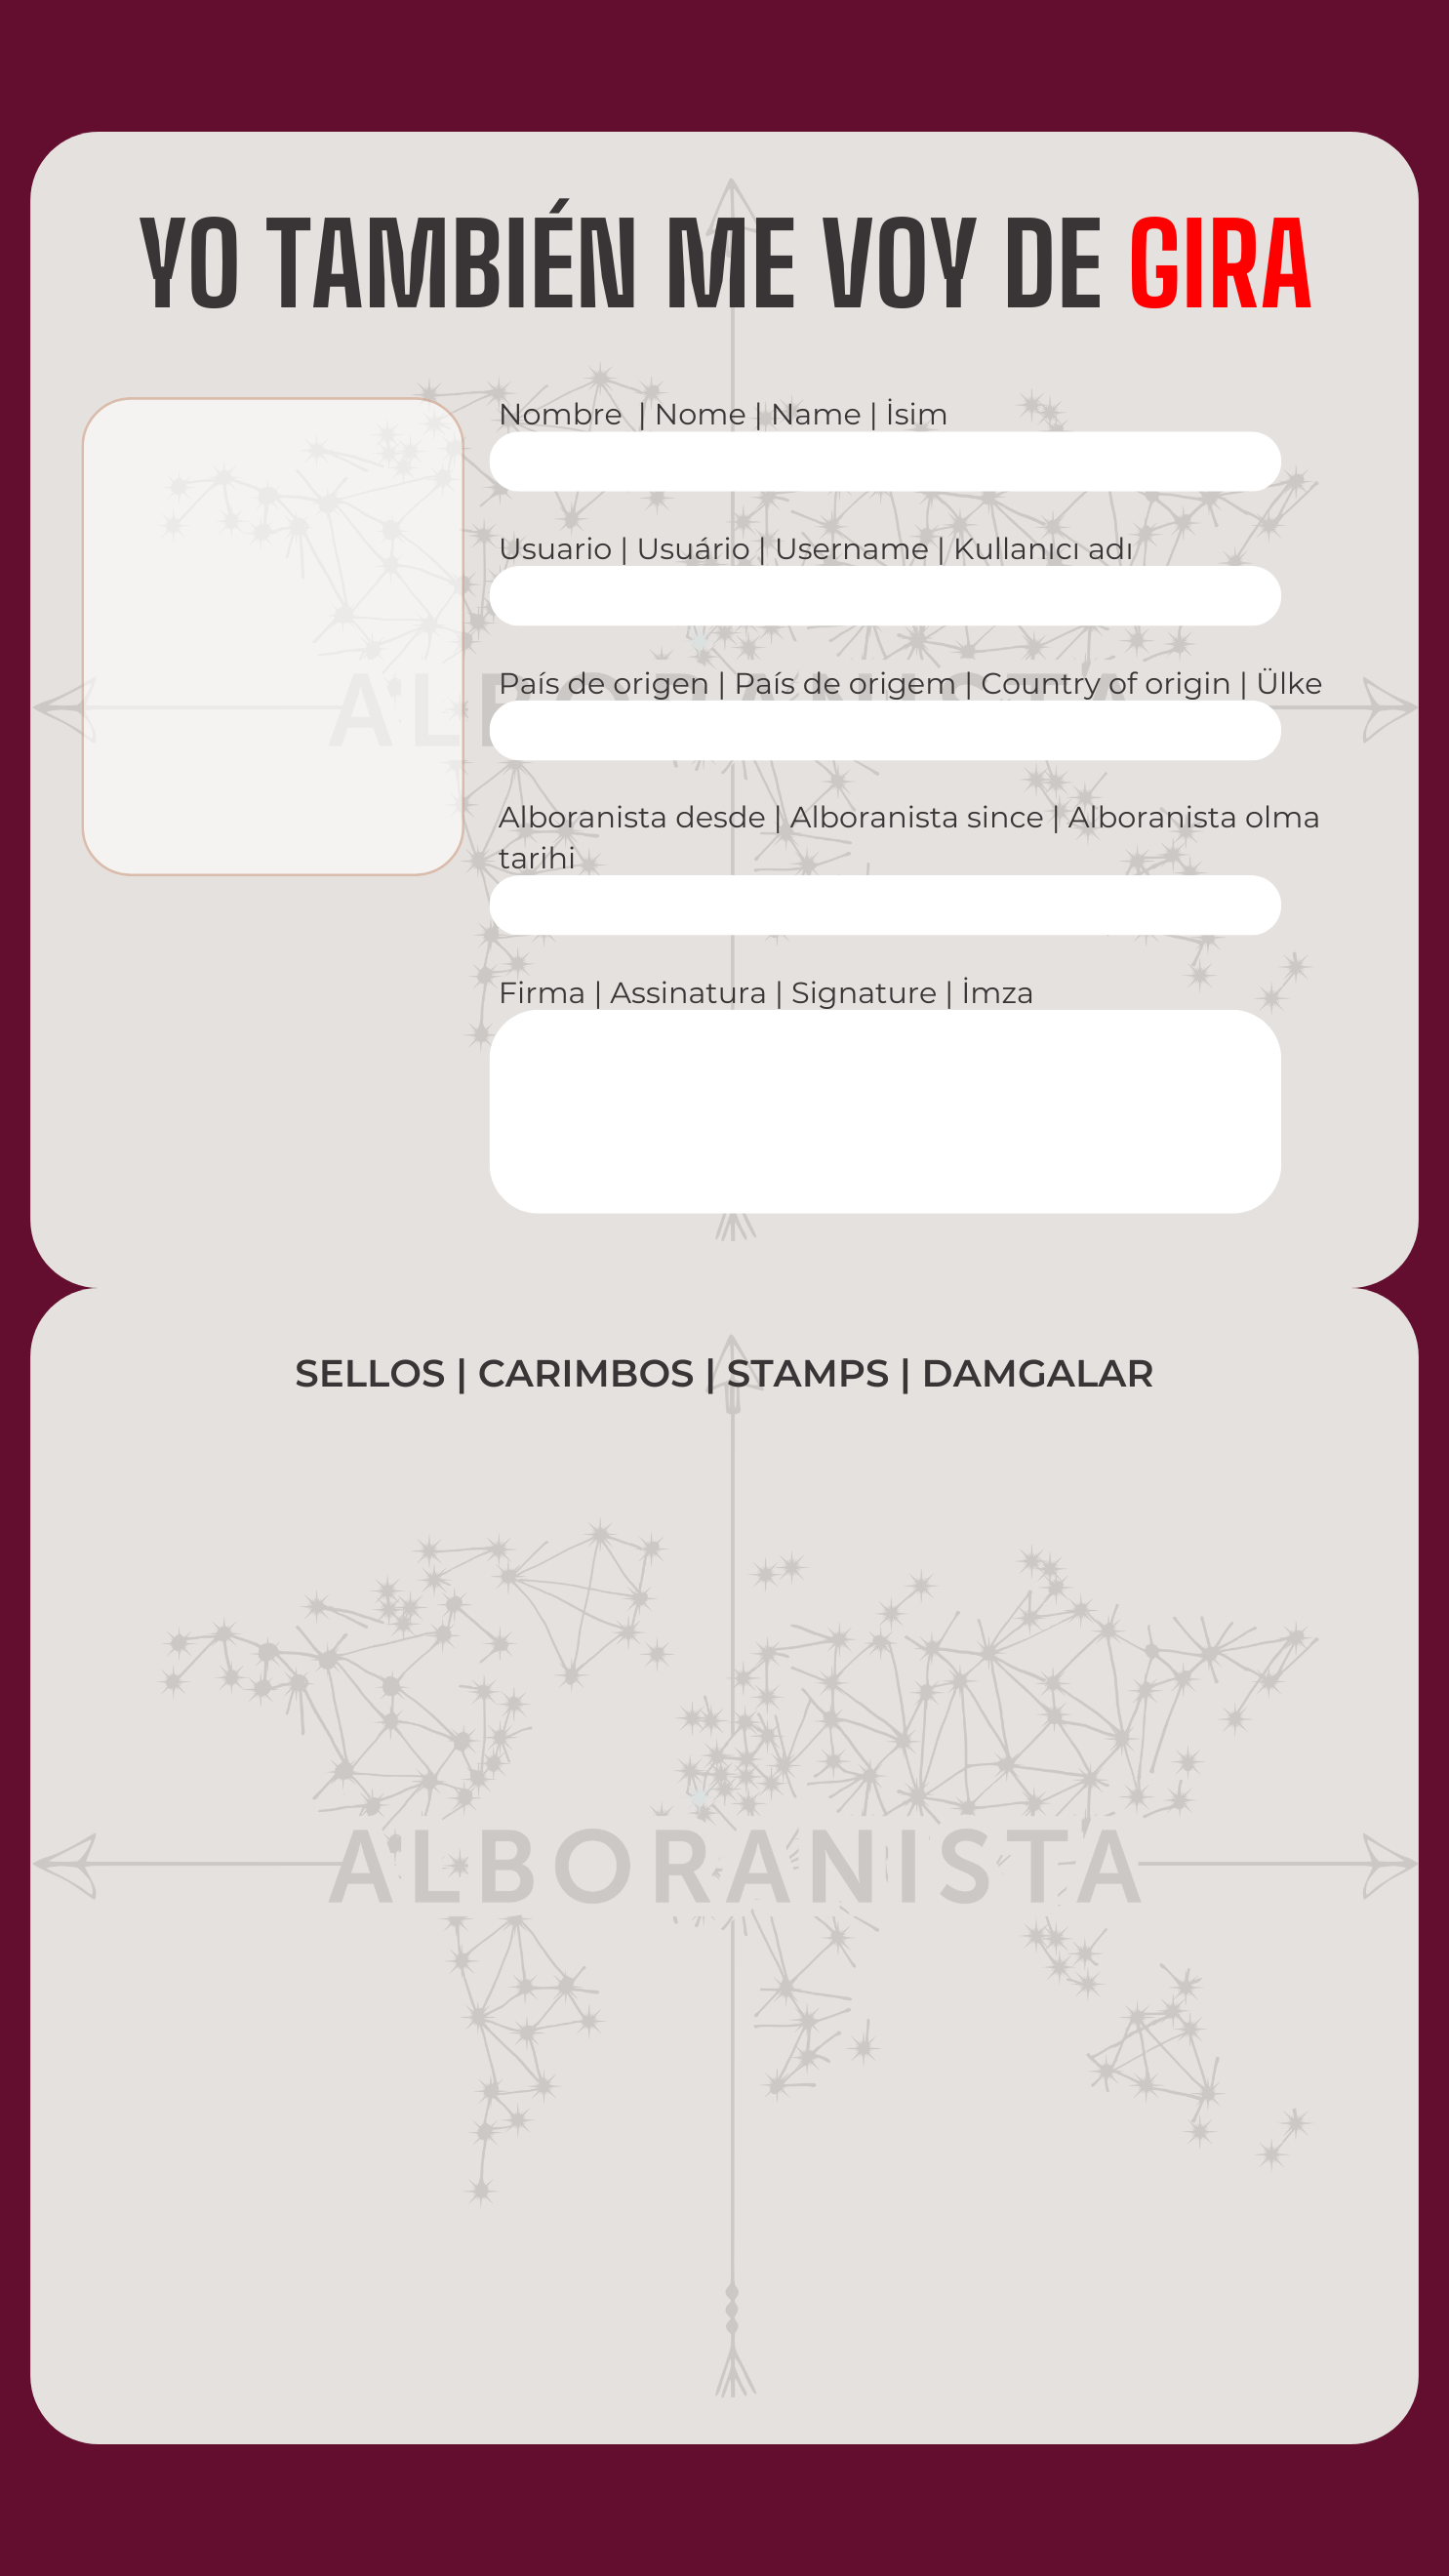 YO TAMBIÉN ME VOY DE GIRA
Nombre | Nome | Name | İsim
Usuario | Usuário | Username | Kullanıcı adı
País de origen | País de origem | Country of origin | Ülke
ALBORANISTA
Alboranista desde | Alboranista since | Alboranista olma
tarihi
Firma | Assinatura | Signature | İmza
SELLOS | CARIMBOS | STAMPS | DAMGALAR
ALBORANISTA